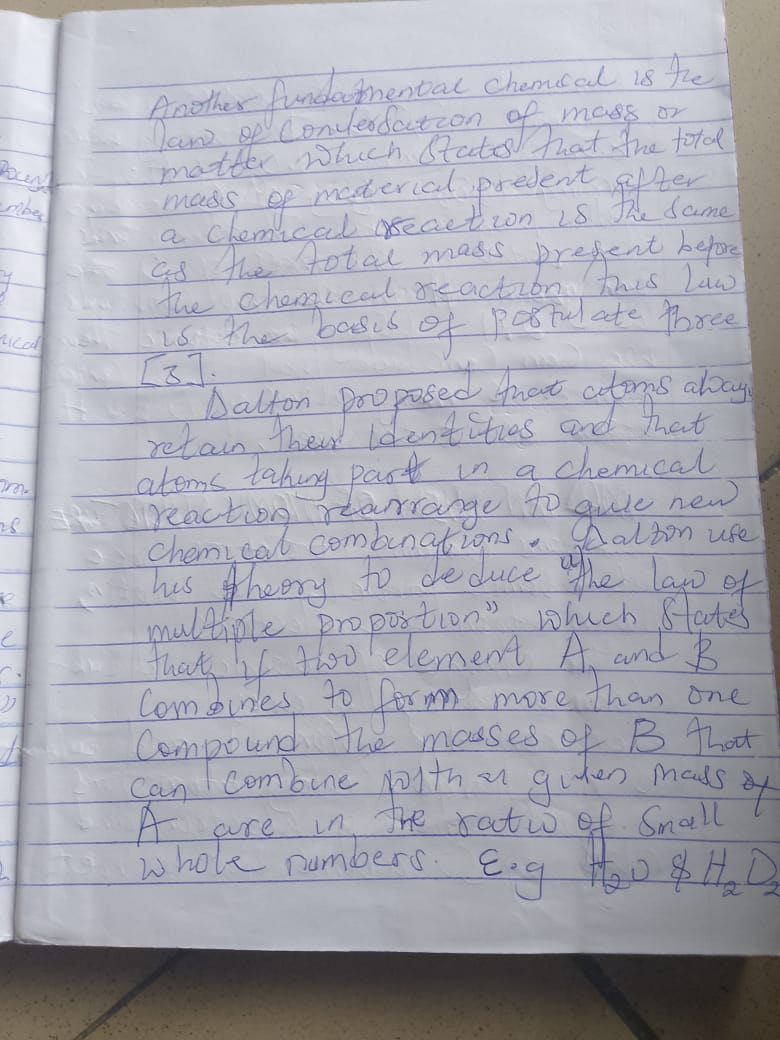 Another fundamental chemical is the
law of Conversation of mass or
matter which states that the total
mass of material present after
a chemical reaction is the same
as the total mass present before
the chemical reaction this law
is the basis of postulate three
[3].
Dalton proposed that atoms always
retain their identities and that
atoms taking part in a chemical
reaction rearrange to give new
chemical combinations. Dalton use
his theory to deduce "the law of
multiple proportion" which states
that if two element A, and B
Combines to form more than one
Compound the masses of B that
can combine with a given mass of
A are in the ratio of Small
whole numbers. E.g H₂O & H₂O₂